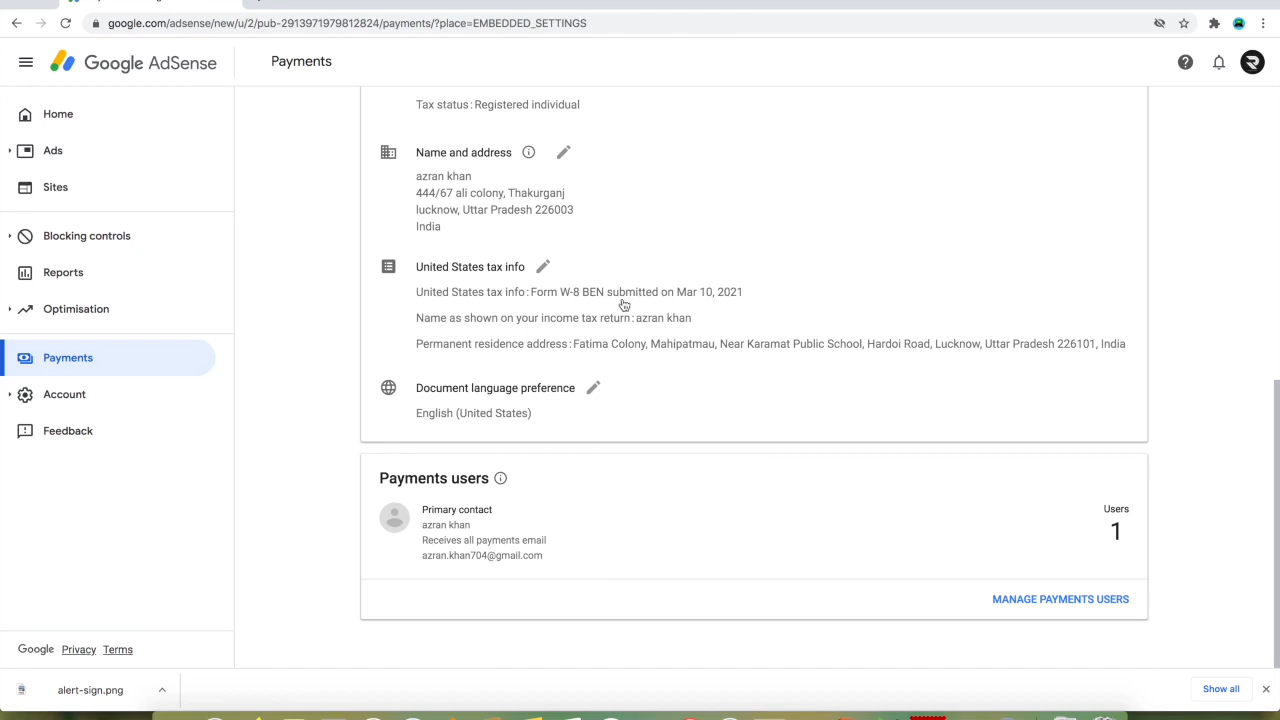 google.com/adsense/new/u/2/pub-2913971979812824/payments/?place=EMBEDDED_SETTINGS
Google AdSense
Payments
Home
Ads
Sites
Blocking controls
Reports
Optimisation
Payments
Account
Feedback
Tax status: Registered individual
Name and address
azran khan
444/67 ali colony, Thakurganj
lucknow, Uttar Pradesh 226003
India
United States tax info
United States tax info: Form W-8 BEN submitted on Mar 10, 2021
Name as shown on your income tax return: azran khan
Permanent residence address: Fatima Colony, Mahipatmau, Near Karamat Public School, Hardoi Road, Lucknow, Uttar Pradesh 226101, India
Document language preference
English (United States)
Payments users
Primary contact
azran khan
Receives all payments email
azran.khan704@gmail.com
Users
1
MANAGE PAYMENTS USERS
Google Privacy Terms
alert-sign.png
Show all